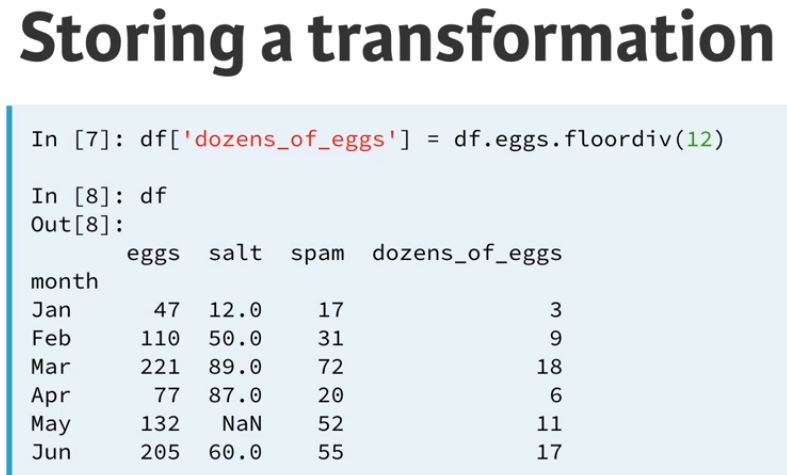 Storing a transformation
In [7]: df['dozens_of_eggs'] = df.eggs.floordiv(12)
In [8]: df
Out[8]:
eggs salt spam dozens_of_eggs
month
Jan 47 12.0 17 3
Feb 110 50.0 31 9
Mar 221 89.0 72 18
Apr 77 87.0 20 6
May 132 NaN 52 11
Jun 205 60.0 55 17